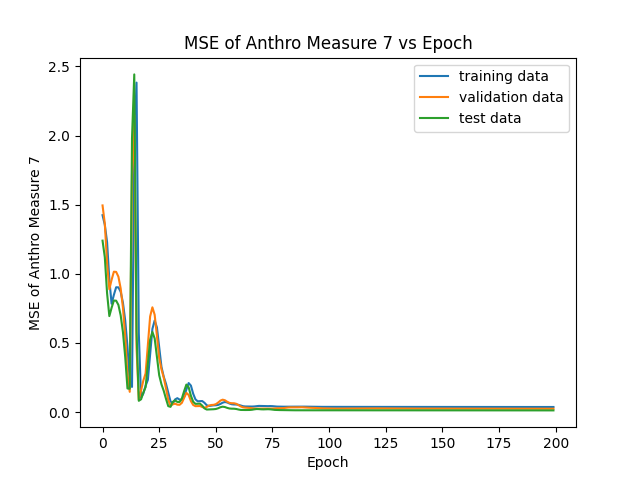 MSE of Anthro Measure 7 vs Epoch
2.5
2.0
1.5
1.0
0.5
0.0
MSE of Anthro Measure 7
training data
validation data
test data
0 25 50 75 100 125 150 175 200
Epoch